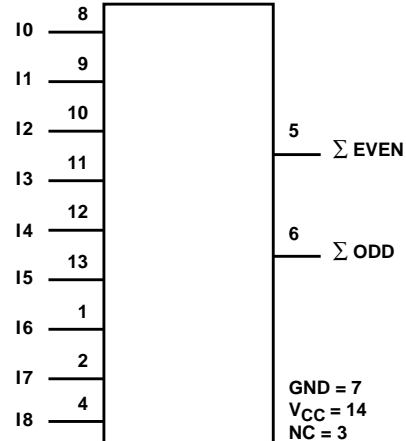 I0 8
I1 9
I2 10
I3 11
I4 12
I5 13
I6 1
I7 2
I8 4
5 Σ EVEN
6 Σ ODD
GND = 7
VCC = 14
NC = 3